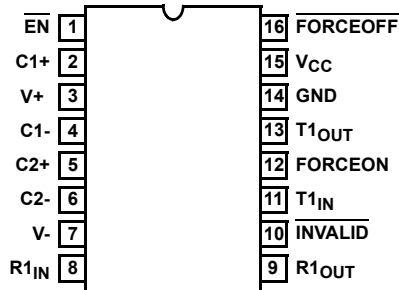 EN 1 16 FORCEOFF
C1+ 2 15 VCC
V+ 3 14 GND
C1- 4 13 T1OUT
C2+ 5 12 FORCEON
C2- 6 11 T1IN
V- 7 10 INVALID
R1IN 8 9 R1OUT